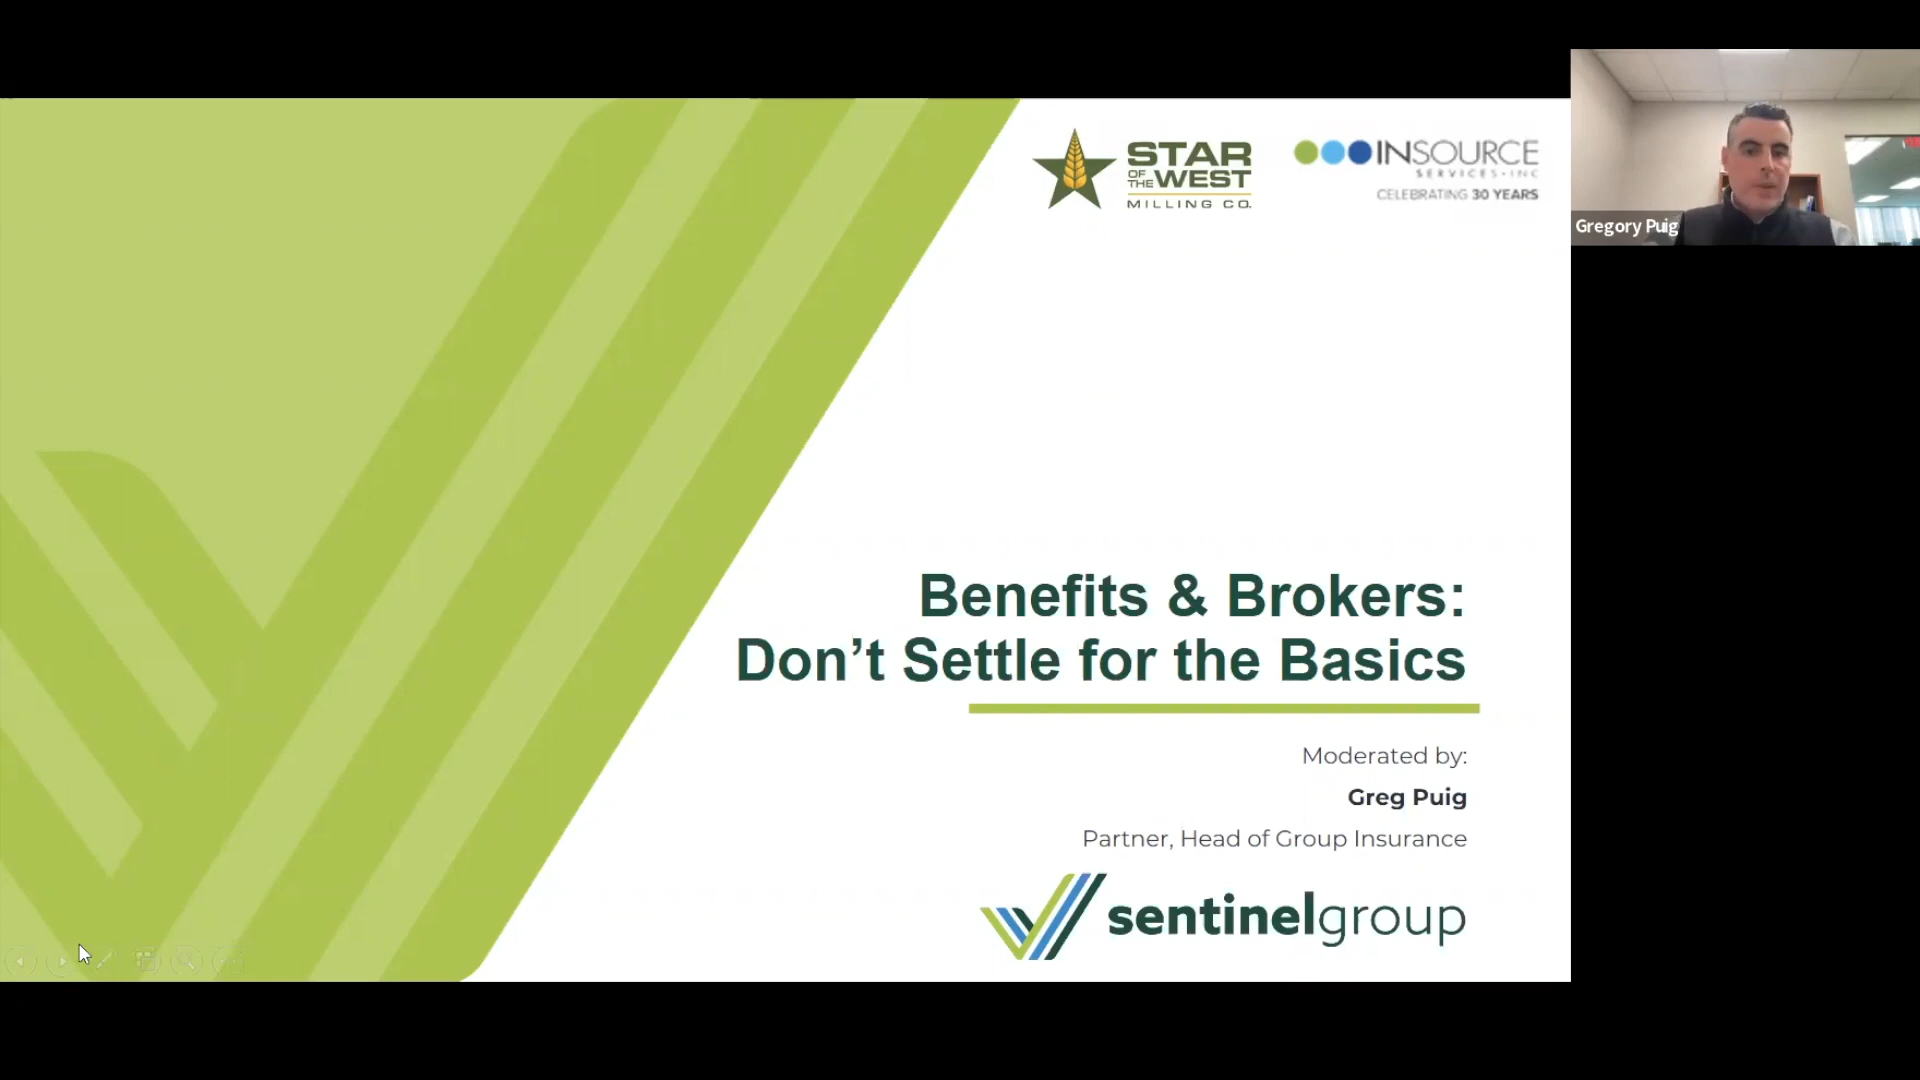 STAR
OF THE WEST
MILLING CO.
INSOURCE
SERVICES • INC
CELEBRATING 30 YEARS
Gregory Puig
Benefits & Brokers:
Don’t Settle for the Basics
Moderated by:
Greg Puig
Partner, Head of Group Insurance
sentinelgroup